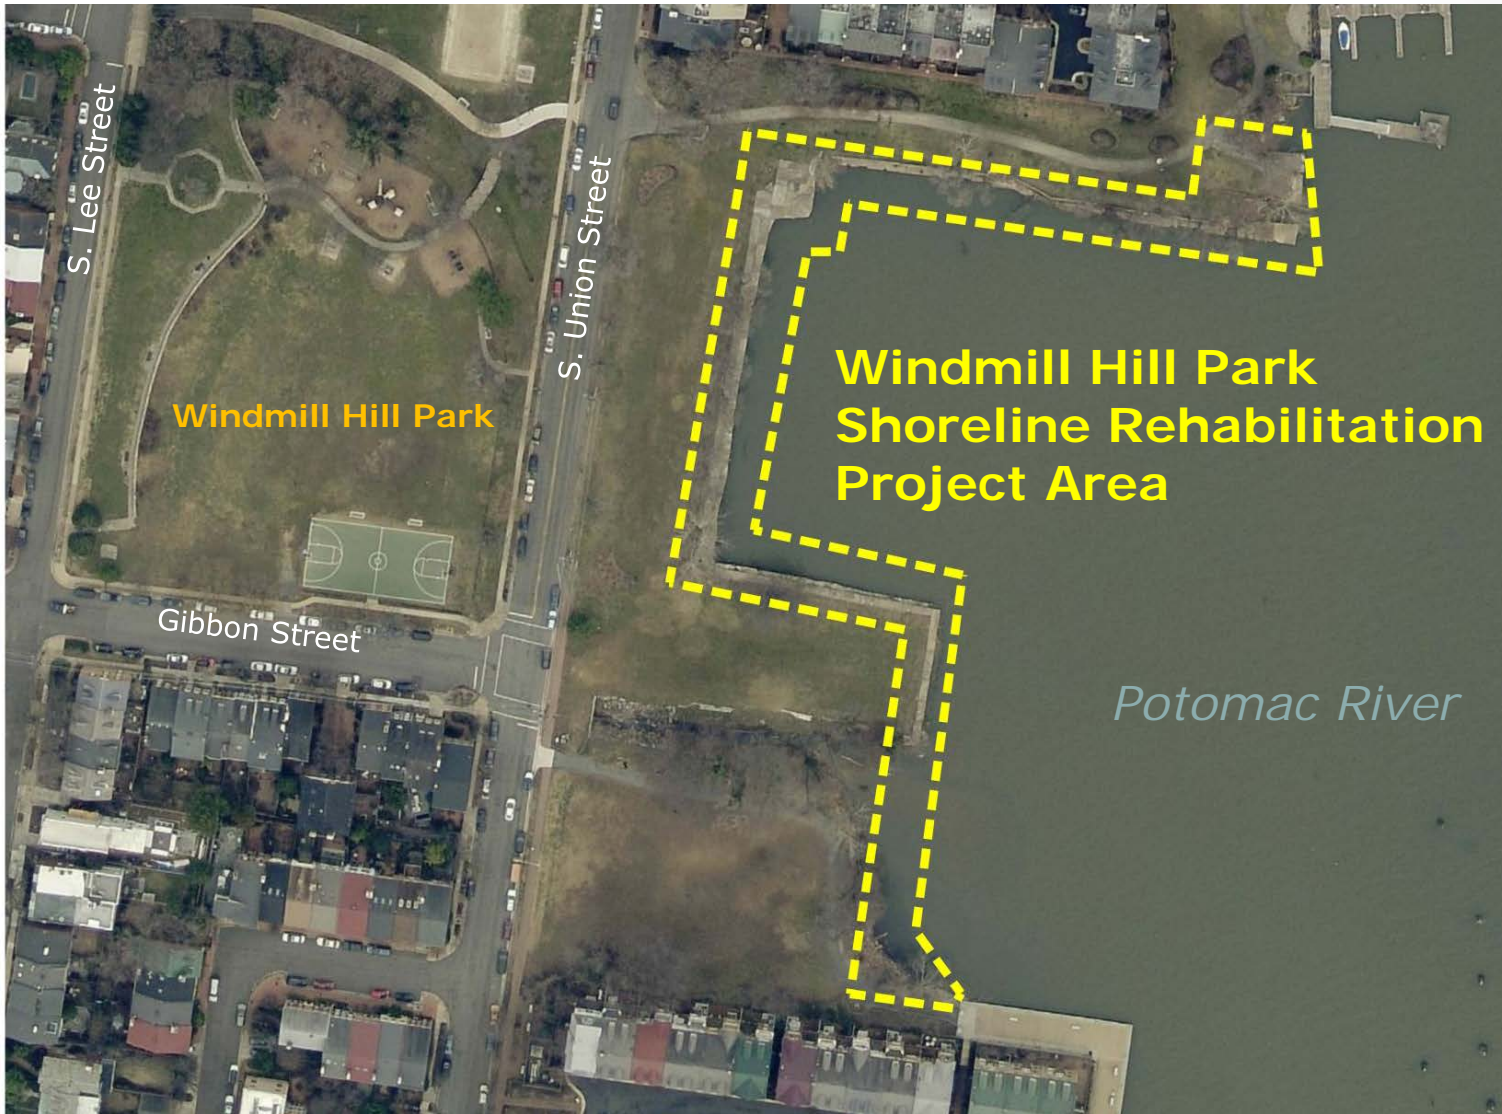 S. Lee Street
S. Union Street
Windmill Hill Park
Shoreline Rehabilitation
Project Area
Windmill Hill Park
Gibbon Street
Potomac River